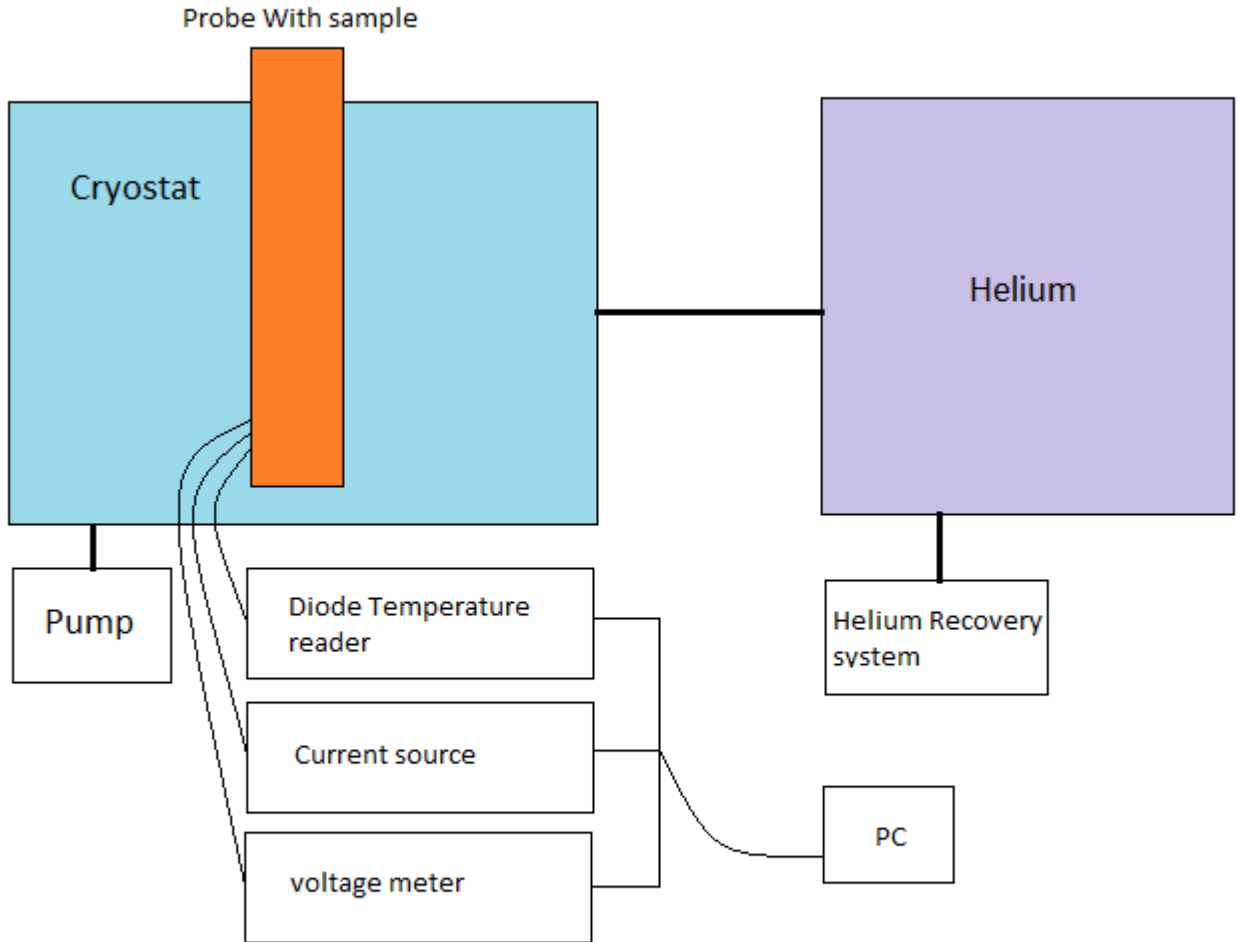 Probe With sample
Cryostat
Helium
Pump
Diode Temperature
reader
Helium Recovery
system
Current source
PC
voltage meter